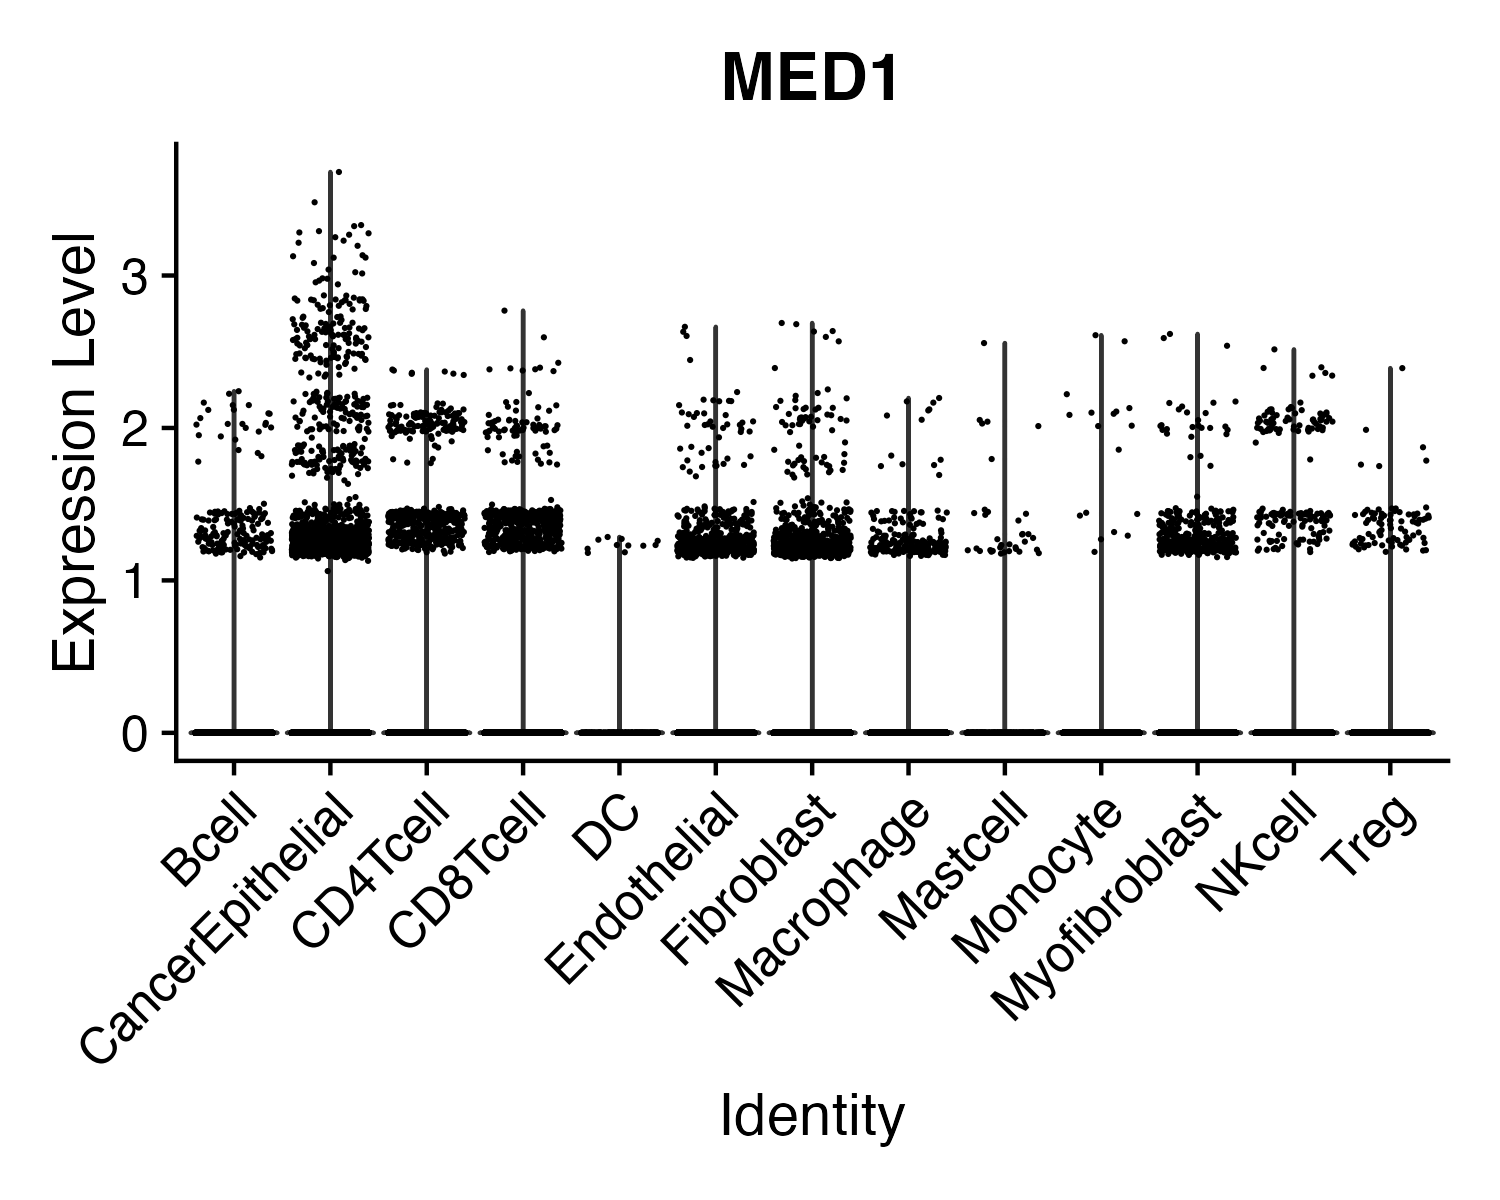 MED1
Expression Level
3
2
1
0
Bcell
CancerEpithelial
CD4Tcell
CD8Tcell
DC
Endothelial
Fibroblast
Macrophage
Mastcell
Monocyte
Myofibroblast
NKcell
Treg
Identity